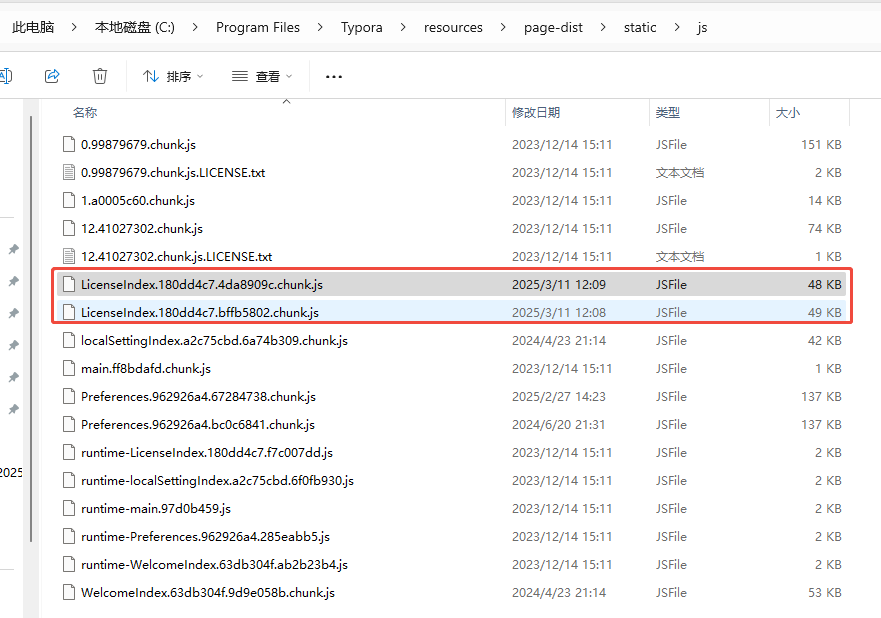 此电脑 > 本地磁盘 (C:) > Program Files > Typora > resources > page-dist > static > js
排序 查看 ...
名称 修改日期 类型 大小
0.99879679.chunk.js 2023/12/14 15:11 JSFile 151 KB
0.99879679.chunk.js.LICENSE.txt 2023/12/14 15:11 文本文档 2 KB
1.a0005c60.chunk.js 2023/12/14 15:11 JSFile 14 KB
12.41027302.chunk.js 2023/12/14 15:11 JSFile 74 KB
12.41027302.chunk.js.LICENSE.txt 2023/12/14 15:11 文本文档 1 KB
LicenseIndex.180dd4c7.4da8909c.chunk.js 2025/3/11 12:09 JSFile 48 KB
LicenseIndex.180dd4c7.bffb5802.chunk.js 2025/3/11 12:08 JSFile 49 KB
localSettingIndex.a2c75cbd.6a74b309.chunk.js 2024/4/23 21:14 JSFile 42 KB
main.ff8bdafd.chunk.js 2023/12/14 15:11 JSFile 1 KB
Preferences.962926a4.67284738.chunk.js 2025/2/27 14:23 JSFile 137 KB
Preferences.962926a4.bc0c6841.chunk.js 2024/6/20 21:31 JSFile 137 KB
runtime-LicenseIndex.180dd4c7.f7c007dd.js 2023/12/14 15:11 JSFile 2 KB
2025
runtime-localSettingIndex.a2c75cbd.6f0fb930.js 2023/12/14 15:11 JSFile 2 KB
runtime-main.97d0b459.js 2023/12/14 15:11 JSFile 2 KB
runtime-Preferences.962926a4.285eabb5.js 2023/12/14 15:11 JSFile 2 KB
runtime-WelcomeIndex.63db304f.ab2b23b4.js 2023/12/14 15:11 JSFile 2 KB
WelcomeIndex.63db304f.9d9e058b.chunk.js 2024/4/23 21:14 JSFile 53 KB